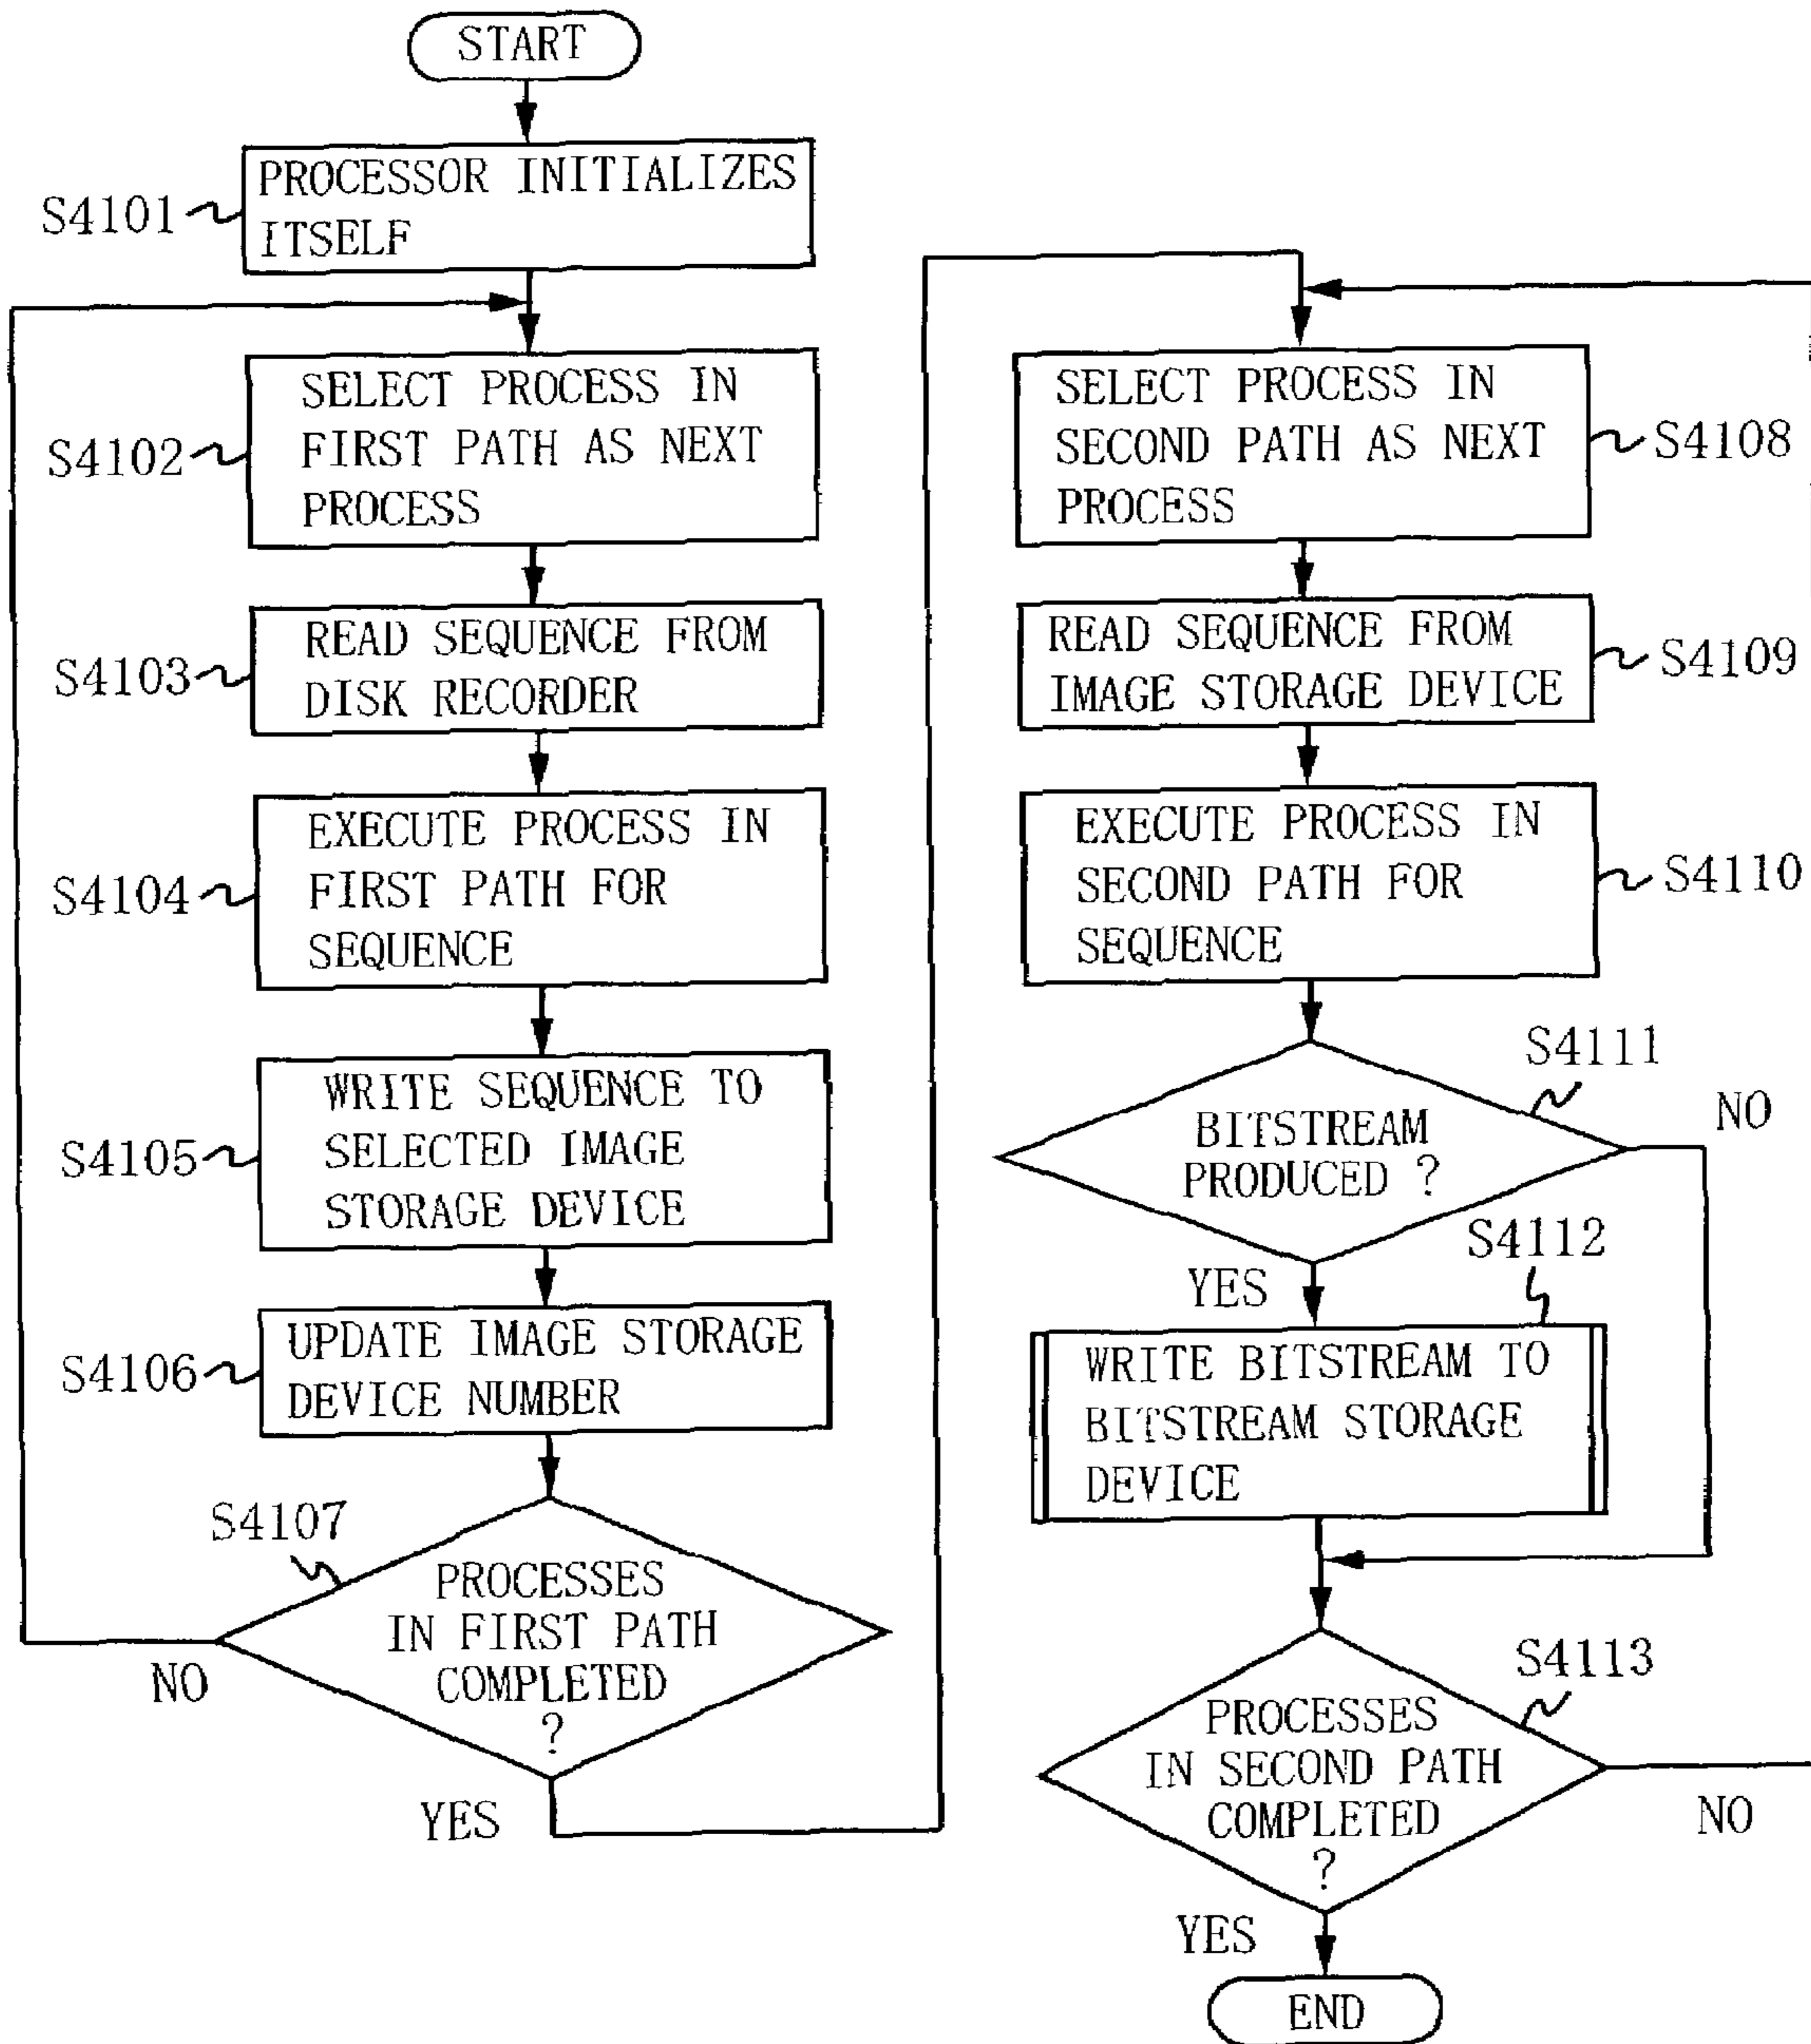 START
S4101
PROCESSOR INITIALIZES
ITSELF
S4102
SELECT PROCESS IN
FIRST PATH AS NEXT
PROCESS
S4103
READ SEQUENCE FROM
DISK RECORDER
S4104
EXECUTE PROCESS IN
FIRST PATH FOR
SEQUENCE
S4105
WRITE SEQUENCE TO
SELECTED IMAGE
STORAGE DEVICE
S4106
UPDATE IMAGE STORAGE
DEVICE NUMBER
S4107
PROCESSES
IN FIRST PATH
COMPLETED
?
NO
YES
SELECT PROCESS IN
SECOND PATH AS NEXT
PROCESS
S4108
READ SEQUENCE FROM
IMAGE STORAGE DEVICE
S4109
EXECUTE PROCESS IN
SECOND PATH FOR
SEQUENCE
S4110
S4111
BITSTREAM
PRODUCED ?
NO
YES
S4112
WRITE BITSTREAM TO
BITSTREAM STORAGE
DEVICE
S4113
PROCESSES
IN SECOND PATH
COMPLETED
?
NO
YES
END